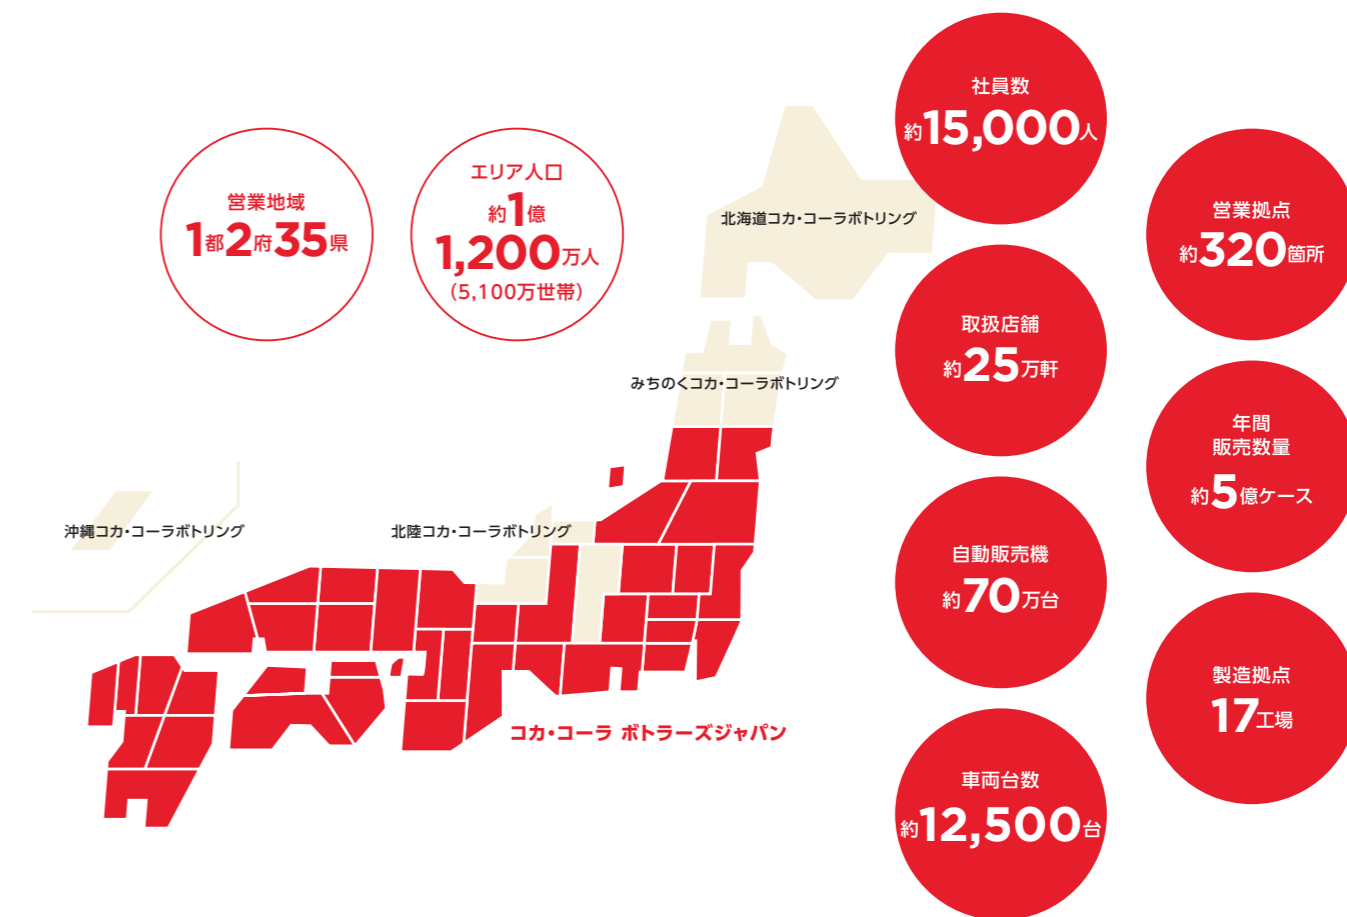 営業地域
1都2府35県
エリア人口
約1億
1,200万人
(5,100万世帯)
北海道コカ・コーラボトリング
みちのくコカ・コーラボトリング
沖縄コカ・コーラボトリング
北陸コカ・コーラボトリング
コカ・コーラ ボトラーズジャパン
社員数
約15,000人
営業拠点
約320箇所
取扱店舗
約25万軒
年間
販売数量
約5億ケース
自動販売機
約70万台
製造拠点
17工場
車両台数
約12,500台